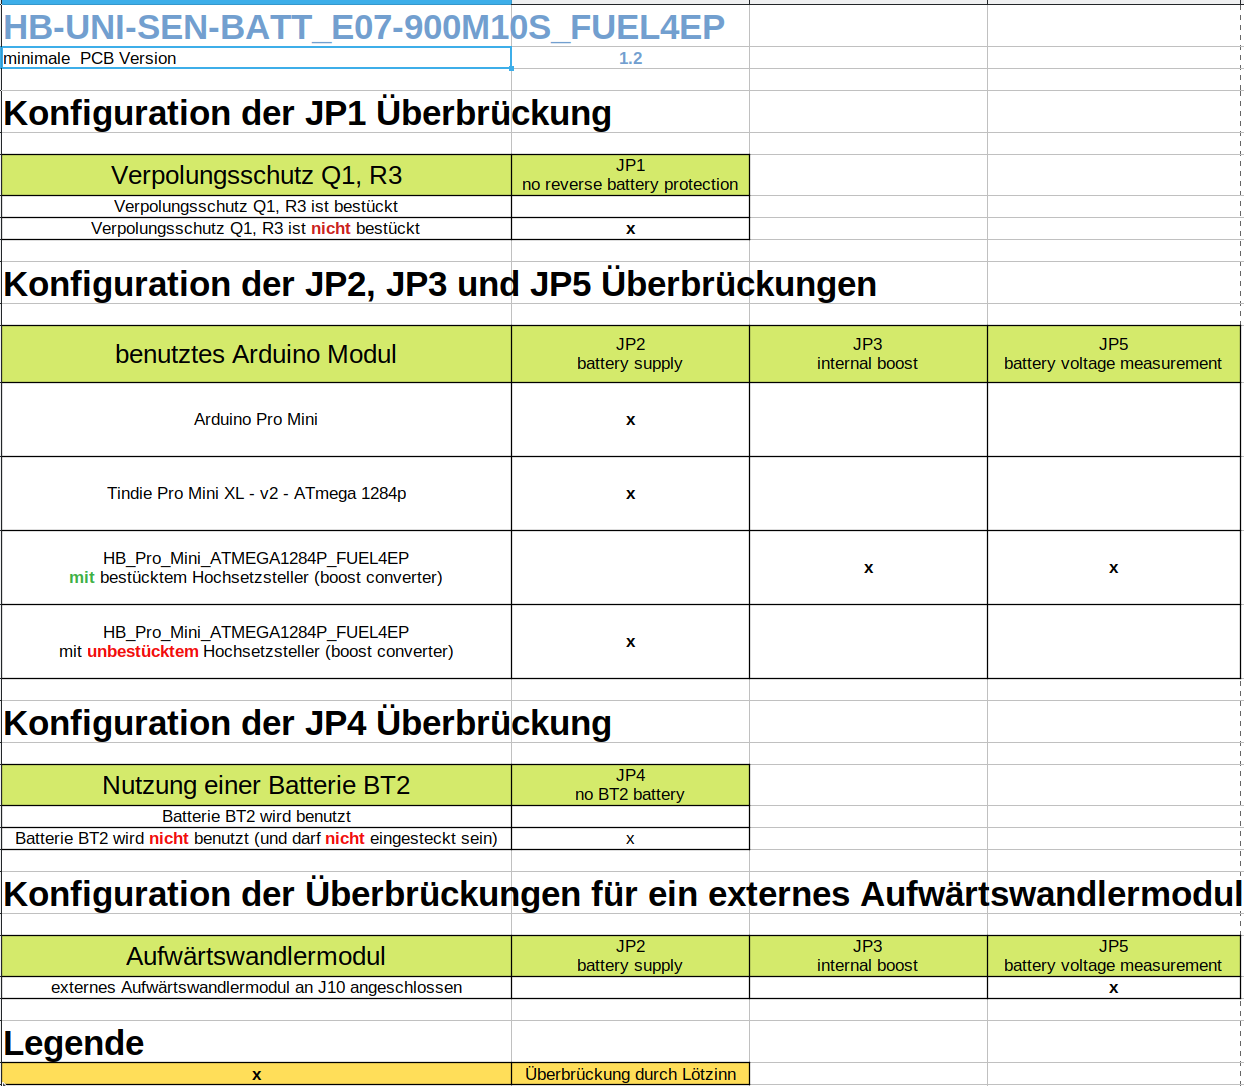 HB-UNI-SEN-BATT_E07-900M10S_FUEL4EP
minimale  PCB Version 1.2
Konfiguration der JP1 Überbrückung
Verpolungsschutz Q1, R3
JP1
no reverse battery protection
Verpolungsschutz Q1, R3 ist bestückt
Verpolungsschutz Q1, R3 ist nicht bestückt x
Konfiguration der JP2, JP3 und JP5 Überbrückungen
benutztes Arduino Modul
JP2
battery supply
JP3
internal boost
JP5
battery voltage measurement
Arduino Pro Mini x
Tindie Pro Mini XL - v2 - ATmega 1284p x
HB_Pro_Mini_ATMEGA1284P_FUEL4EP
mit bestücktem Hochsetzsteller (boost converter)
x x
HB_Pro_Mini_ATMEGA1284P_FUEL4EP
mit unbestücktem Hochsetzsteller (boost converter)
x
Konfiguration der JP4 Überbrückung
Nutzung einer Batterie BT2
JP4
no BT2 battery
Batterie BT2 wird benutzt
Batterie BT2 wird nicht benutzt (und darf nicht eingesteckt sein) x
Konfiguration der Überbrückungen für ein externes Aufwärtswandlermodul
Aufwärtswandlermodul
JP2
battery supply
JP3
internal boost
JP5
battery voltage measurement
externes Aufwärtswandlermodul an J10 angeschlossen x
Legende
x Überbrückung durch Lötzinn